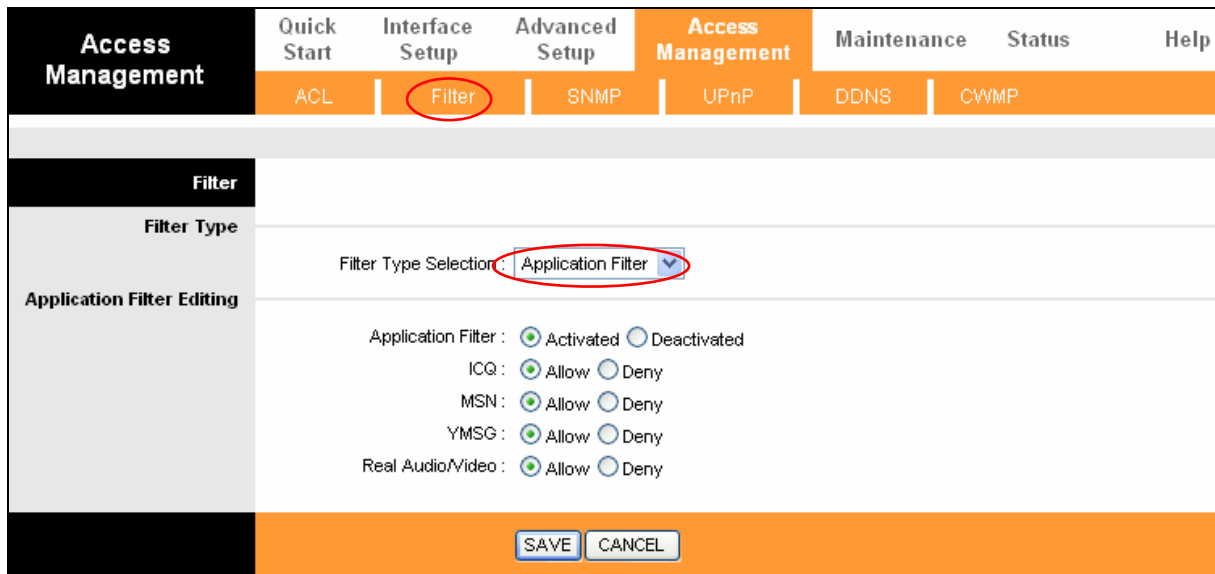 Access Management
Quick Start
Interface Setup
Advanced Setup
Access Management
Maintenance
Status
Help
ACL
Filter
SNMP
UPnP
DDNS
CWMP
Filter
Filter Type
Filter Type Selection : Application Filter
Application Filter Editing
Application Filter : Activated Deactivated
ICQ : Allow Deny
MSN : Allow Deny
YMSG : Allow Deny
Real Audio/Video : Allow Deny
SAVE CANCEL